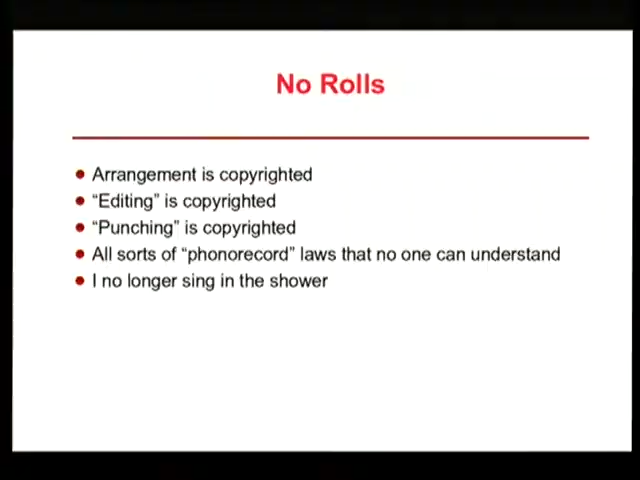 No Rolls
Arrangement is copyrighted
“Editing” is copyrighted
“Punching” is copyrighted
All sorts of “phonorecord” laws that no one can understand
I no longer sing in the shower